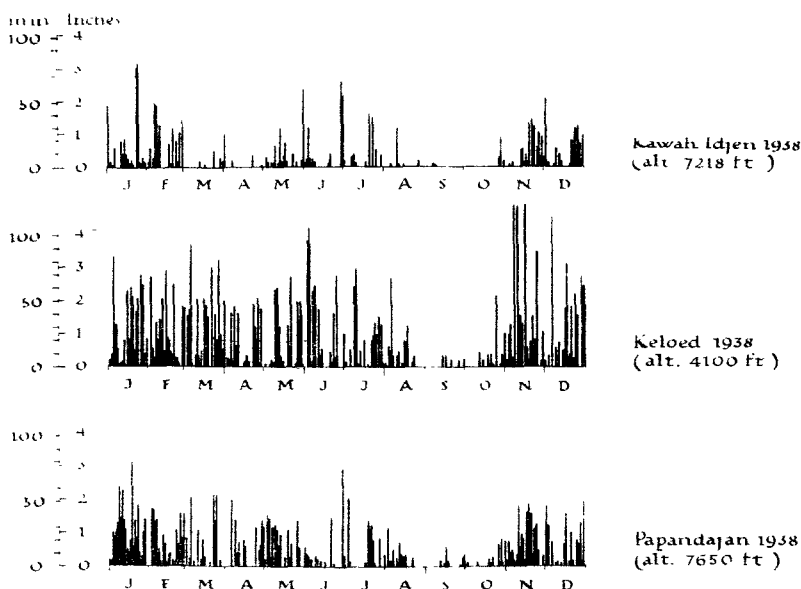 mm Inches
100 4
3
50 2
1
0 0
J F M A M J J A S O N D
Kawah Idjen 1938
(alt. 7218 ft.)
100 4
3
50 2
1
0 0
J F M A M J J A S O N D
Keloed 1938
(alt. 4100 ft)
100 4
3
50 2
1
0 0
J F M A M J J A S O N D
Papandajan 1938
(alt. 7650 ft)